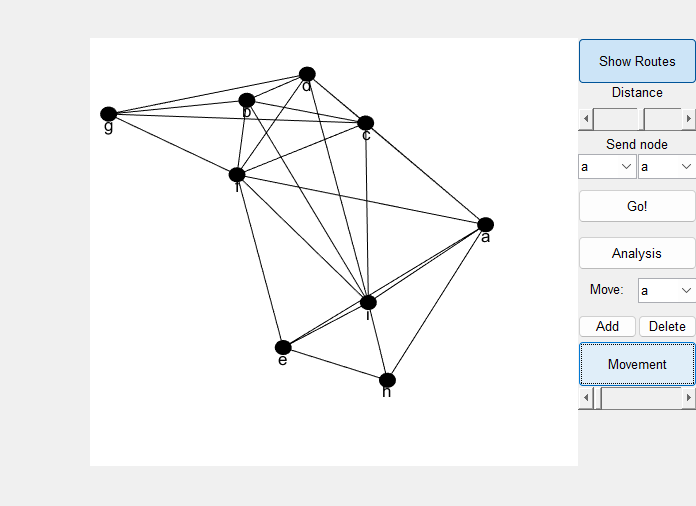 d
b
g
c
f
a
i
e
h
Show Routes
Distance
Send node
a a
Go!
Analysis
Move: a
Add Delete
Movement